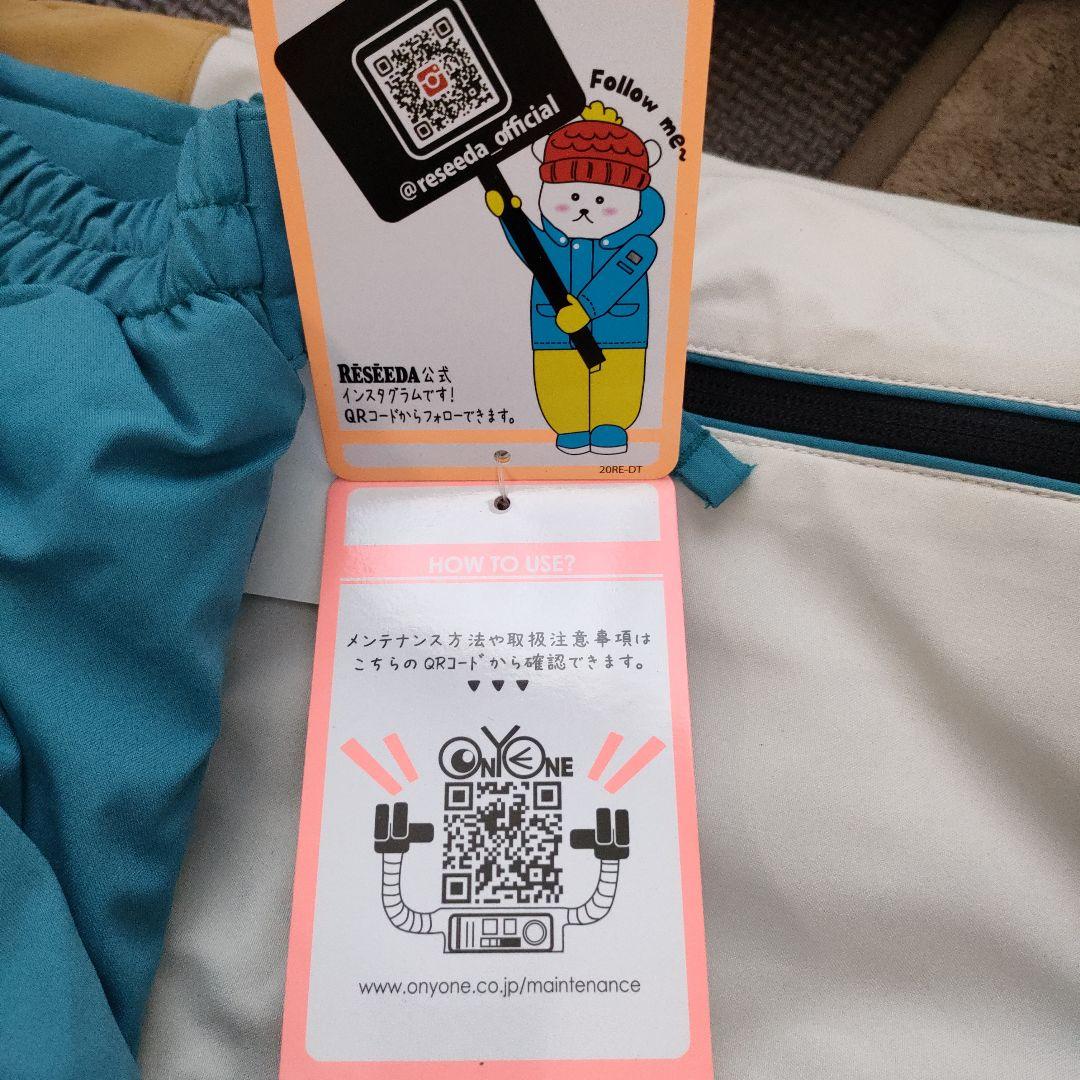 @reseeda_official
Follow me~
RĒSĒEDA公式
インスタグラムです!
QRコードからフォローできます。
20RE-DT
HOW TO USE?
メンテナンス方法や取扱注意事項は
こちらのQRコードから確認できます。
ONYONE
www.onyone.co.jp/maintenance